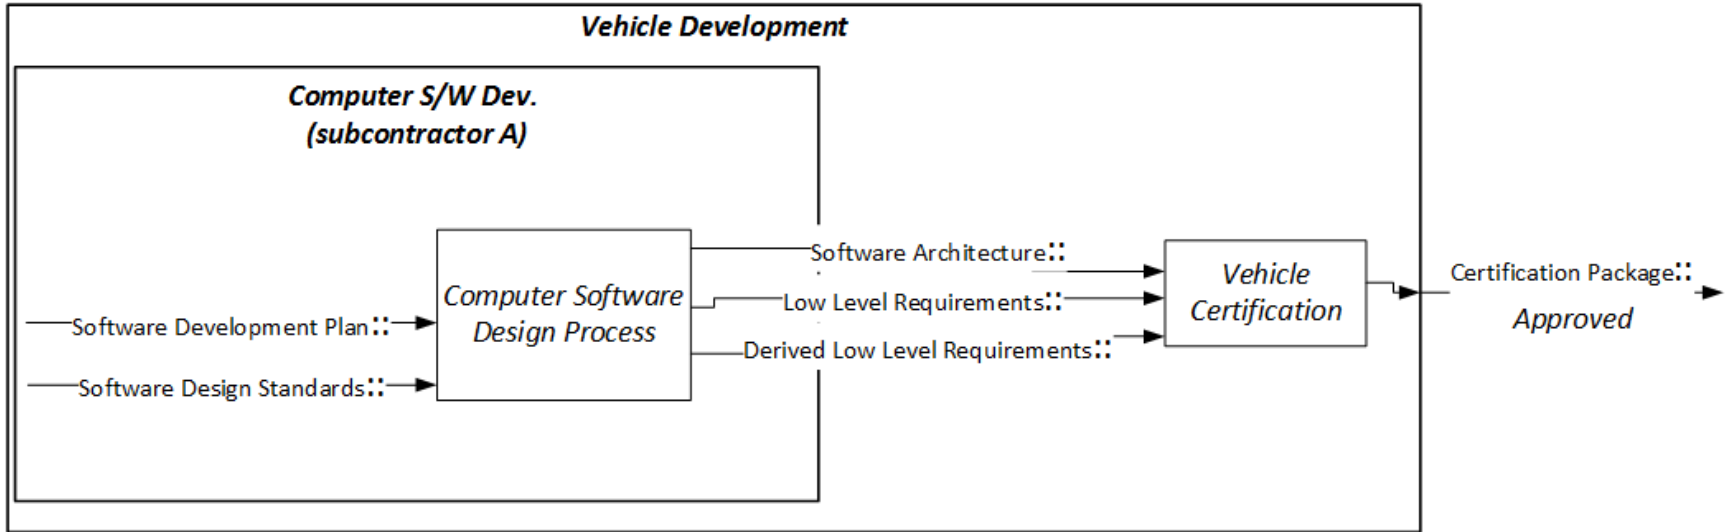 Vehicle Development
Computer S/W Dev.
(subcontractor A)
Software Architecture::
Vehicle
Certification
Certification Package::
Approved
Computer Software
Design Process
Low Level Requirements::
Software Development Plan::
Derived Low Level Requirements::
Software Design Standards::